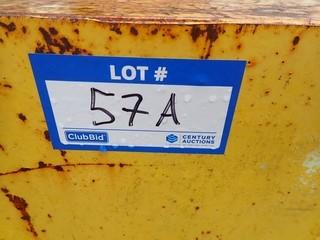 LOT #
57A
ClubBid
CENTURY
AUCTIONS